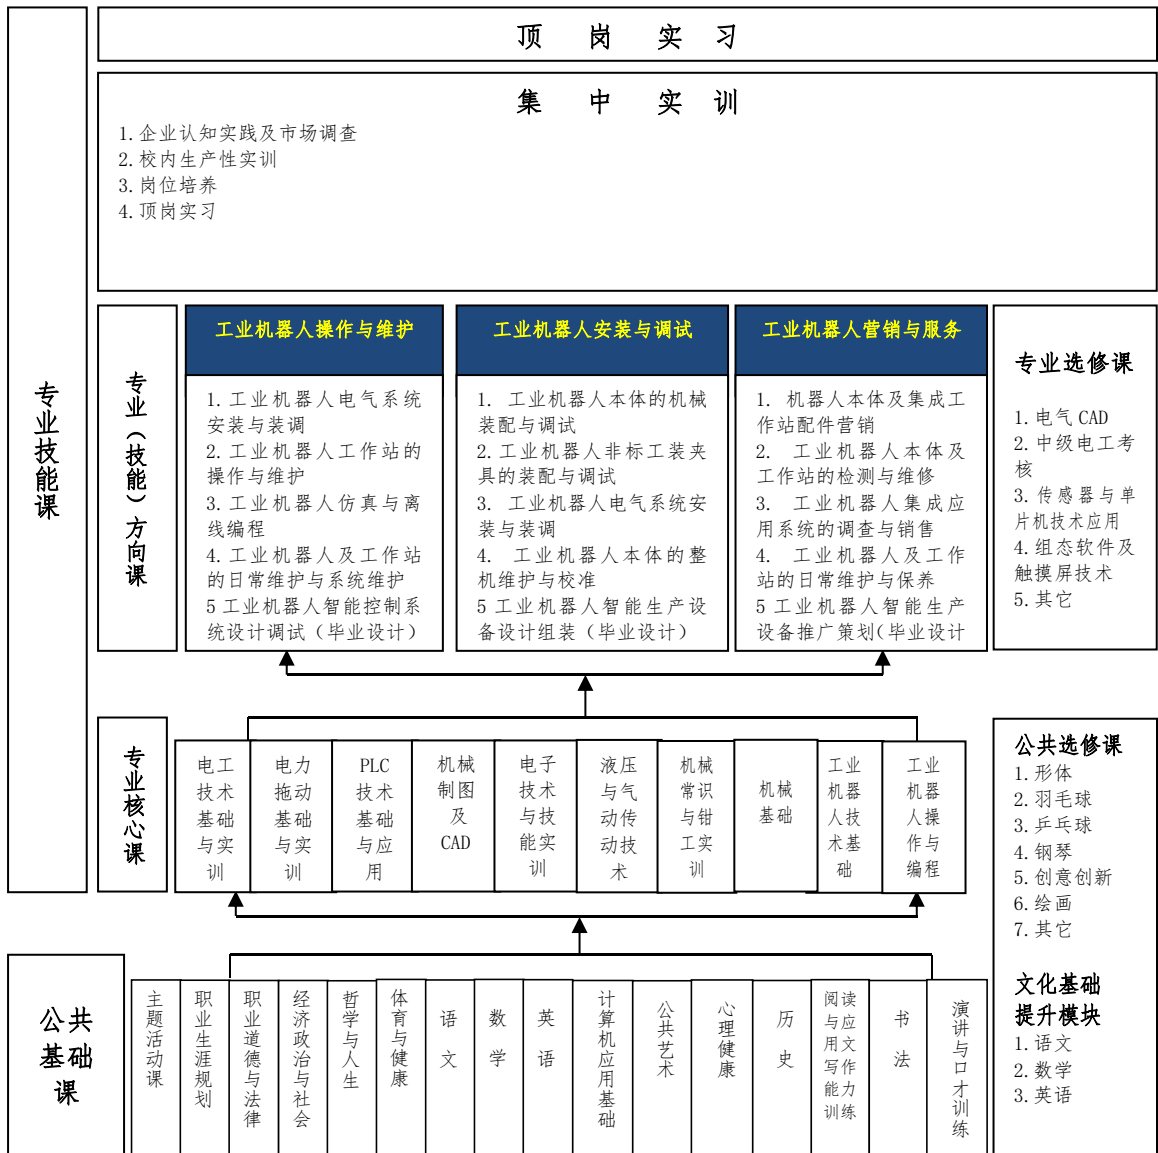 顶 岗 实 习
集 中 实 训
1.企业认知实践及市场调查
2.校内生产性实训
3.岗位培养
4.顶岗实习
专业技能课
专业（技能）方向课
工业机器人操作与维护
1.工业机器人电气系统
安装与装调
2.工业机器人工作站的
操作与维护
3.工业机器人仿真与离
线编程
4.工业机器人及工作站
的日常维护与系统维护
5工业机器人智能控制系
统设计调试（毕业设计）
工业机器人安装与调试
1. 工业机器人本体的机械
装配与调试
2.工业机器人非标工装夹
具的装配与调试
3. 工业机器人电气系统安
装与装调
4. 工业机器人本体的整
机维护与校准
5工业机器人智能生产设
备设计组装（毕业设计）
工业机器人营销与服务
1. 机器人本体及集成工
作站配件营销
2. 工业机器人本体及
工作站的检测与维修
3. 工业机器人集成应
用系统的调查与销售
4. 工业机器人及工作
站的日常维护与保养
5工业机器人智能生产
设备推广策划(毕业设计
专业选修课
1.电气CAD
2.中级电工考
核
3.传感器与单
片机技术应用
4.组态软件及
触摸屏技术
5.其它
专业核心课
电工
技术
基础
与实
训
电力
拖动
基础
与实
训
PLC
技术
基础
与应
用
机械
制图
及
CAD
电子
技术
与技
能实
训
液压
与气
动传
动技
术
机械
常识
与钳
工实
训
机械
基础
工业
机器
人技
术基
础
工业
机器
人操
作与
编程
公共选修课
1.形体
2.羽毛球
3.乒乓球
4.钢琴
5.创意创新
6.绘画
7.其它
文化基础
提升模块
1.语文
2.数学
3.英语
公共
基础
课
主题活动课
职业生涯规划
职业道德与法律
经济政治与社会
哲学与人生
体育与健康
语文
数学
英语
计算机应用基础
公共艺术
心理健康
历史
阅读
与应
用文
写作
能力
训练
书法
演讲与口才训练